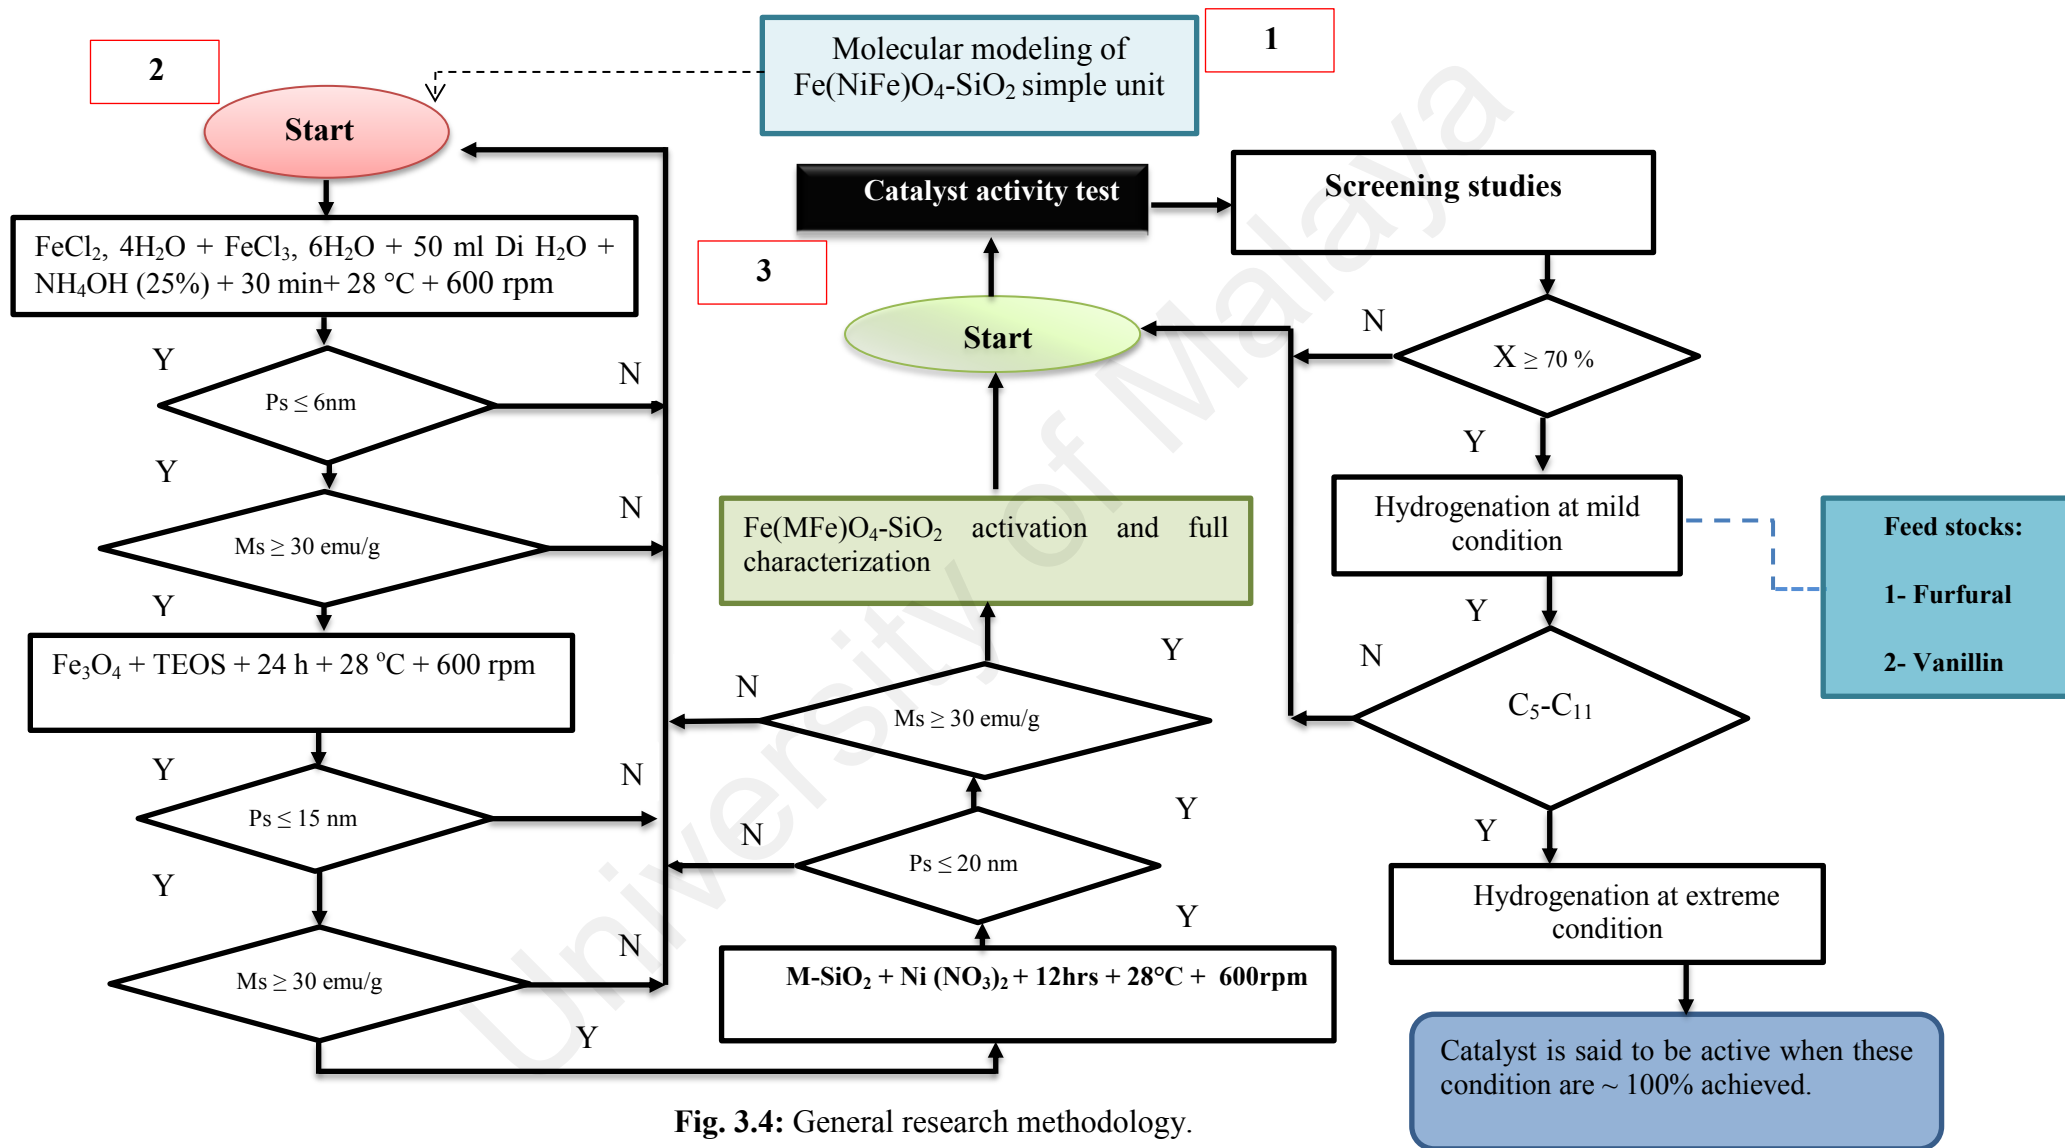 1
Molecular modeling of
Fe(NiFe)O₄-SiO₂ simple unit
2
Start
FeCl₂, 4H₂O + FeCl₃, 6H₂O + 50 ml Di H₂O +
NH₄OH (25%) + 30 min+ 28 °C + 600 rpm
Y
N
Ps ≤ 6nm
Y
N
Ms ≥ 30 emu/g
Y
Fe₃O₄ + TEOS + 24 h + 28 °C + 600 rpm
Y
N
Ps ≤ 15 nm
Y
N
Ms ≥ 30 emu/g
Y
M-SiO₂ + Ni (NO₃)₂ + 12hrs + 28°C + 600rpm
Y
N
Ps ≤ 20 nm
Y
N
Ms ≥ 30 emu/g
Y
Fe(MFe)O₄-SiO₂ activation and full
characterization
3
Start
Catalyst activity test
Screening studies
N
X ≥ 70 %
Y
Hydrogenation at mild
condition
Feed stocks:
1- Furfural
2- Vanillin
Y
N
C₅-C₁₁
Y
Hydrogenation at extreme
condition
Catalyst is said to be active when these
condition are ~ 100% achieved.
University of Malaya
Fig. 3.4: General research methodology.